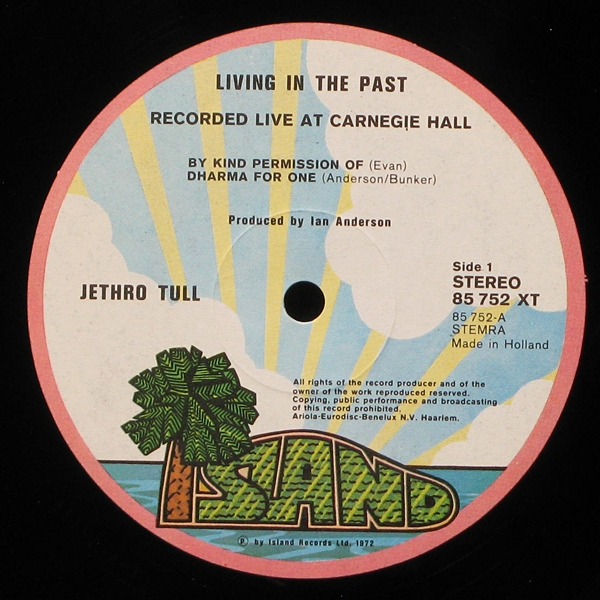 LIVING IN THE PAST
RECORDED LIVE AT CARNEGIE HALL
BY KIND PERMISSION OF (Evan)
DHARMA FOR ONE (Anderson/Bunker)
Produced by Ian Anderson
JETHRO TULL
Side 1
STEREO
85 752 XT
85 752-A
STEMRA
Made in Holland
All rights of the record producer and of the
owner of the work reproduced reserved.
Copying, public performance and broadcasting
of this record prohibited.
Ariola-Eurodisc-Benelux N.V. Haarlem.
ISLAND
Ⓟ by Island Records Ltd. 1972